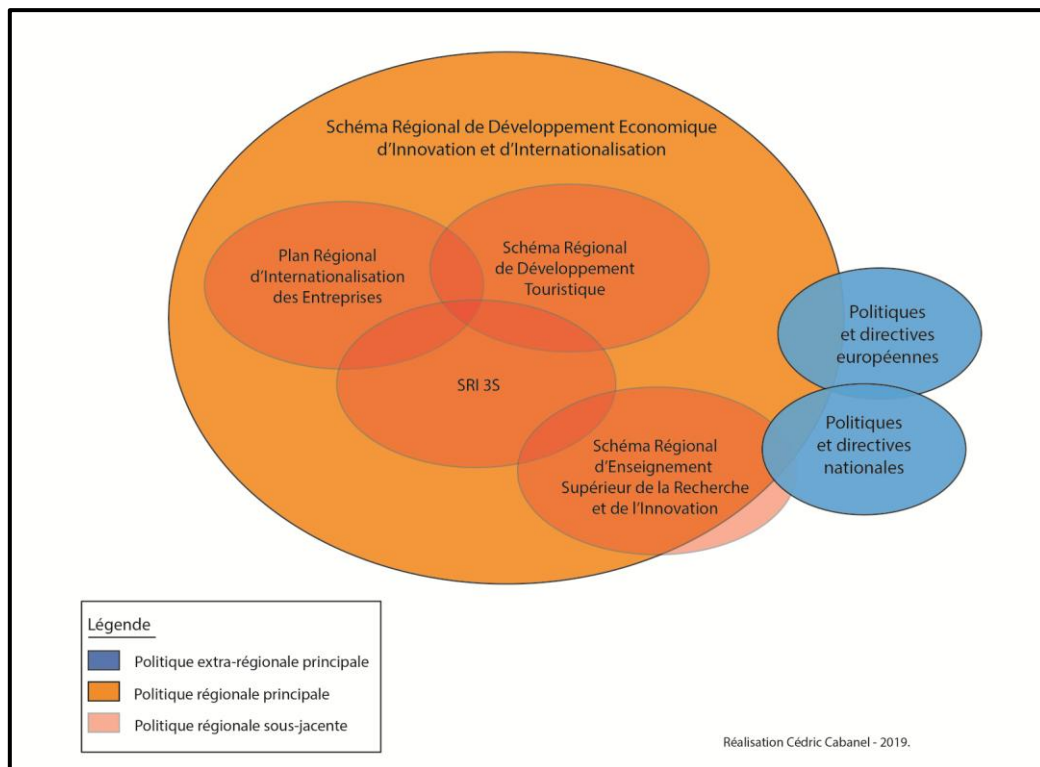 Schéma Régional de Développement Economique
d'Innovation et d'Internationalisation
Plan Régional
d'Internationalisation
des Entreprises
Schéma Régional
de Développement
Touristique
SRI 3S
Schéma Régional
d'Enseignement
Supérieur de la Recherche
et de l'Innovation
Politiques
et directives
européennes
Politiques
et directives
nationales
Légende
Politique extra-régionale principale
Politique régionale principale
Politique régionale sous-jacente
Réalisation Cédric Cabanel - 2019.